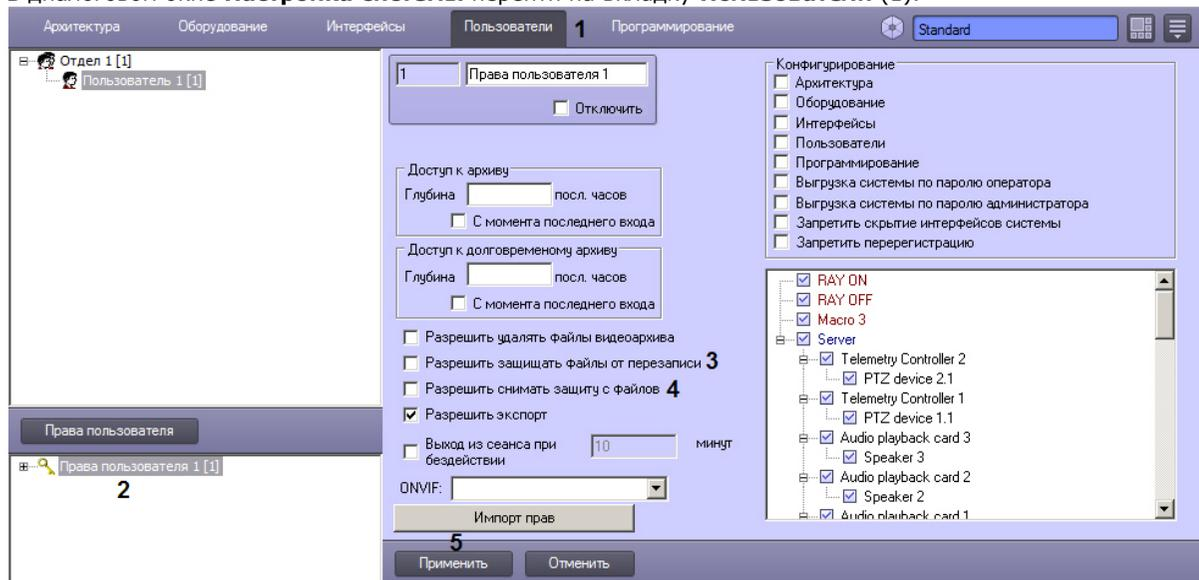 Архитектура Оборудование Интерфейсы Пользователи 1 Программирование Standard
Отдел 1 [1]
Пользователь 1 [1]
Права пользователя
Права пользователя 1 [1]
2
1 Права пользователя 1
Отключить
Доступ к архиву
Глубина посл. часов
С момента последнего входа
Доступ к долговременому архиву
Глубина посл. часов
С момента последнего входа
Разрешить удалять файлы видеоархива
Разрешить защищать файлы от перезаписи 3
Разрешить снимать защиту с файлов 4
Разрешить экспорт
Выход из сеанса при бездействии 10 минут
ONVIF:
Импорт прав
5
Применить Отменить
Конфигурирование
Архитектура
Оборудование
Интерфейсы
Пользователи
Программирование
Выгрузка системы по паролю оператора
Выгрузка системы по паролю администратора
Запретить скрытие интерфейсов системы
Запретить перерегистрацию
RAY ON
RAY OFF
Macro 3
Server
Telemetry Controller 2
PTZ device 2.1
Telemetry Controller 1
PTZ device 1.1
Audio playback card 3
Speaker 3
Audio playback card 2
Speaker 2
Audio playback card 1